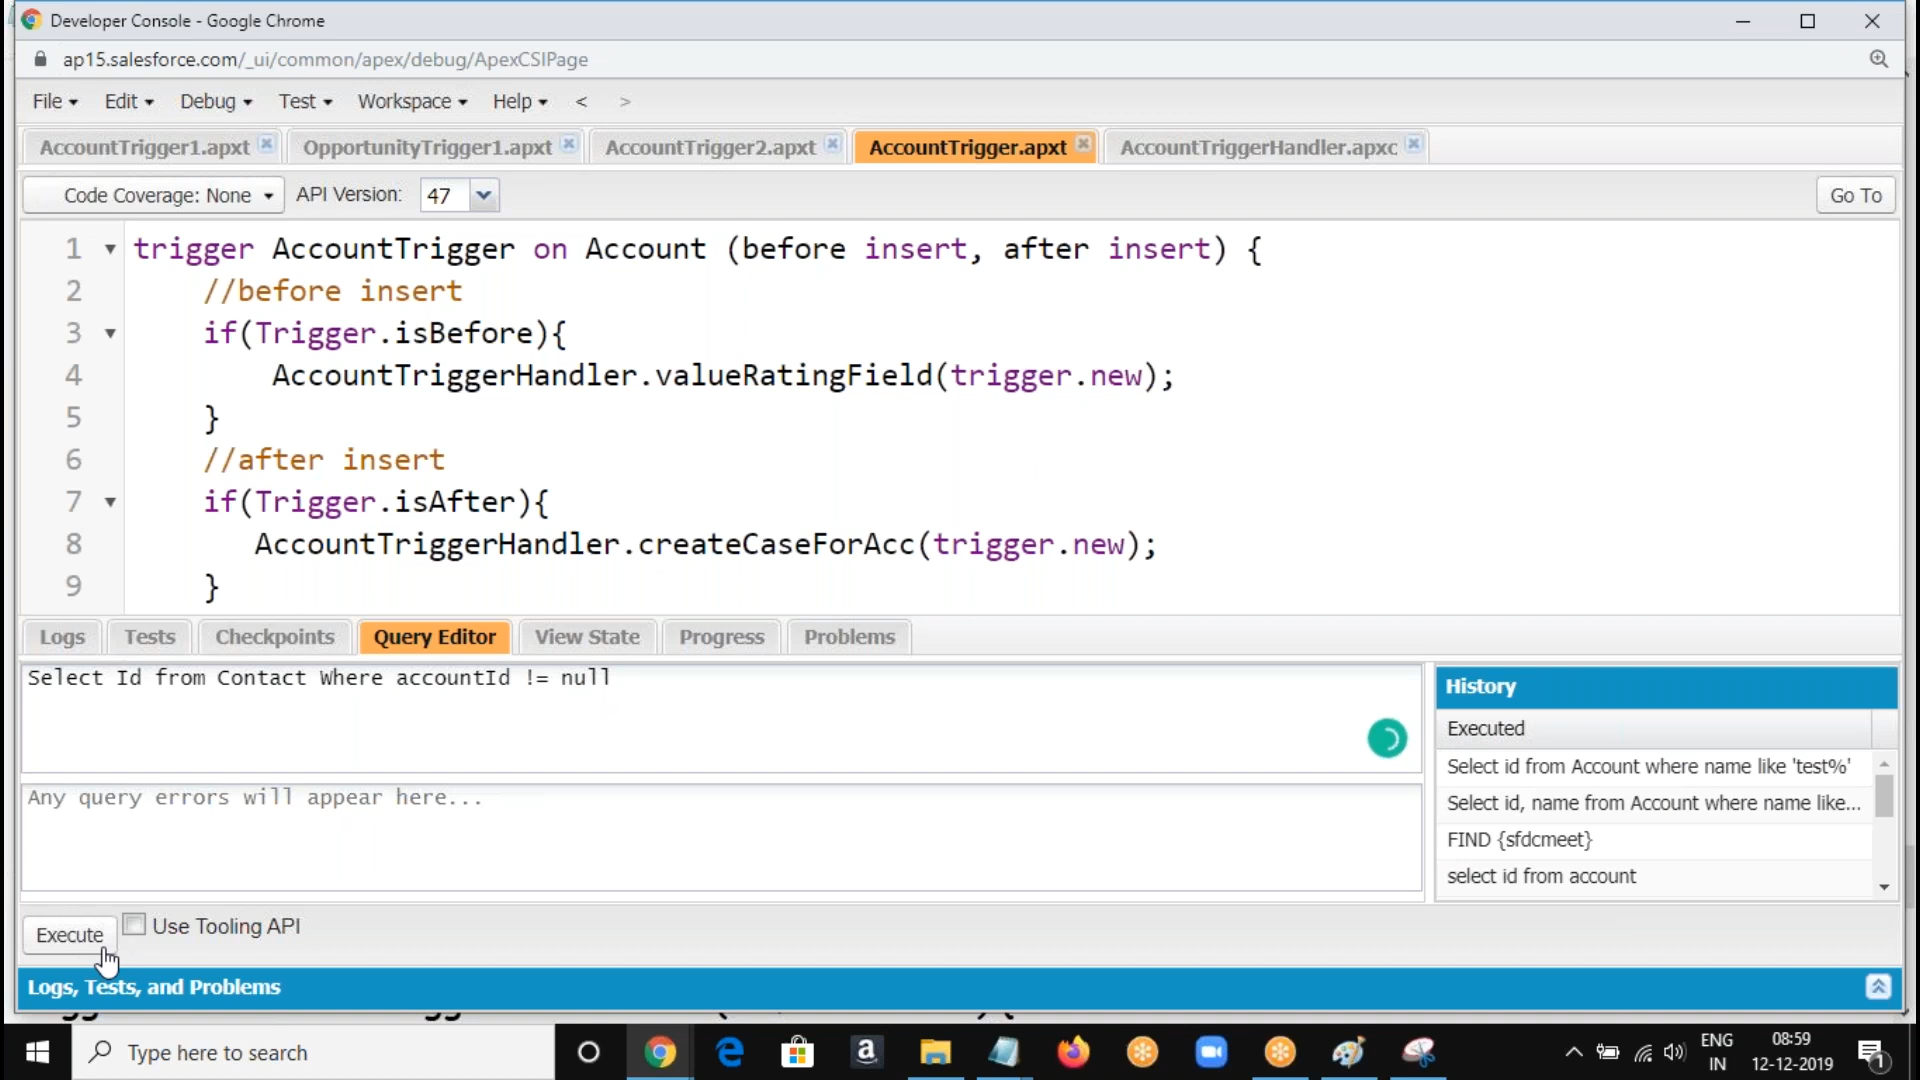 Developer Console - Google Chrome
ap15.salesforce.com/_ui/common/apex/debug/ApexCSIPage
File Edit Debug Test Workspace Help < >
AccountTrigger1.apxt OpportunityTrigger1.apxt AccountTrigger2.apxt AccountTrigger.apxt AccountTriggerHandler.apxc
Code Coverage: None API Version: 47 Go To
1 trigger AccountTrigger on Account (before insert, after insert) {
2 //before insert
3 if(Trigger.isBefore){
4 AccountTriggerHandler.valueRatingField(trigger.new);
5 }
6 //after insert
7 if(Trigger.isAfter){
8 AccountTriggerHandler.createCaseForAcc(trigger.new);
9 }
Logs Tests Checkpoints Query Editor View State Progress Problems
Select Id from Contact Where accountId != null
Any query errors will appear here...
History
Executed
Select id from Account where name like 'test%'
Select id, name from Account where name like...
FIND {sfdcmeet}
select id from account
Execute Use Tooling API
Logs, Tests, and Problems
Type here to search
ENG
IN
08:59
12-12-2019
1